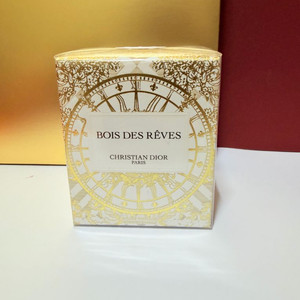 BOIS DES RÊVES
CHRISTIAN DIOR
PARIS